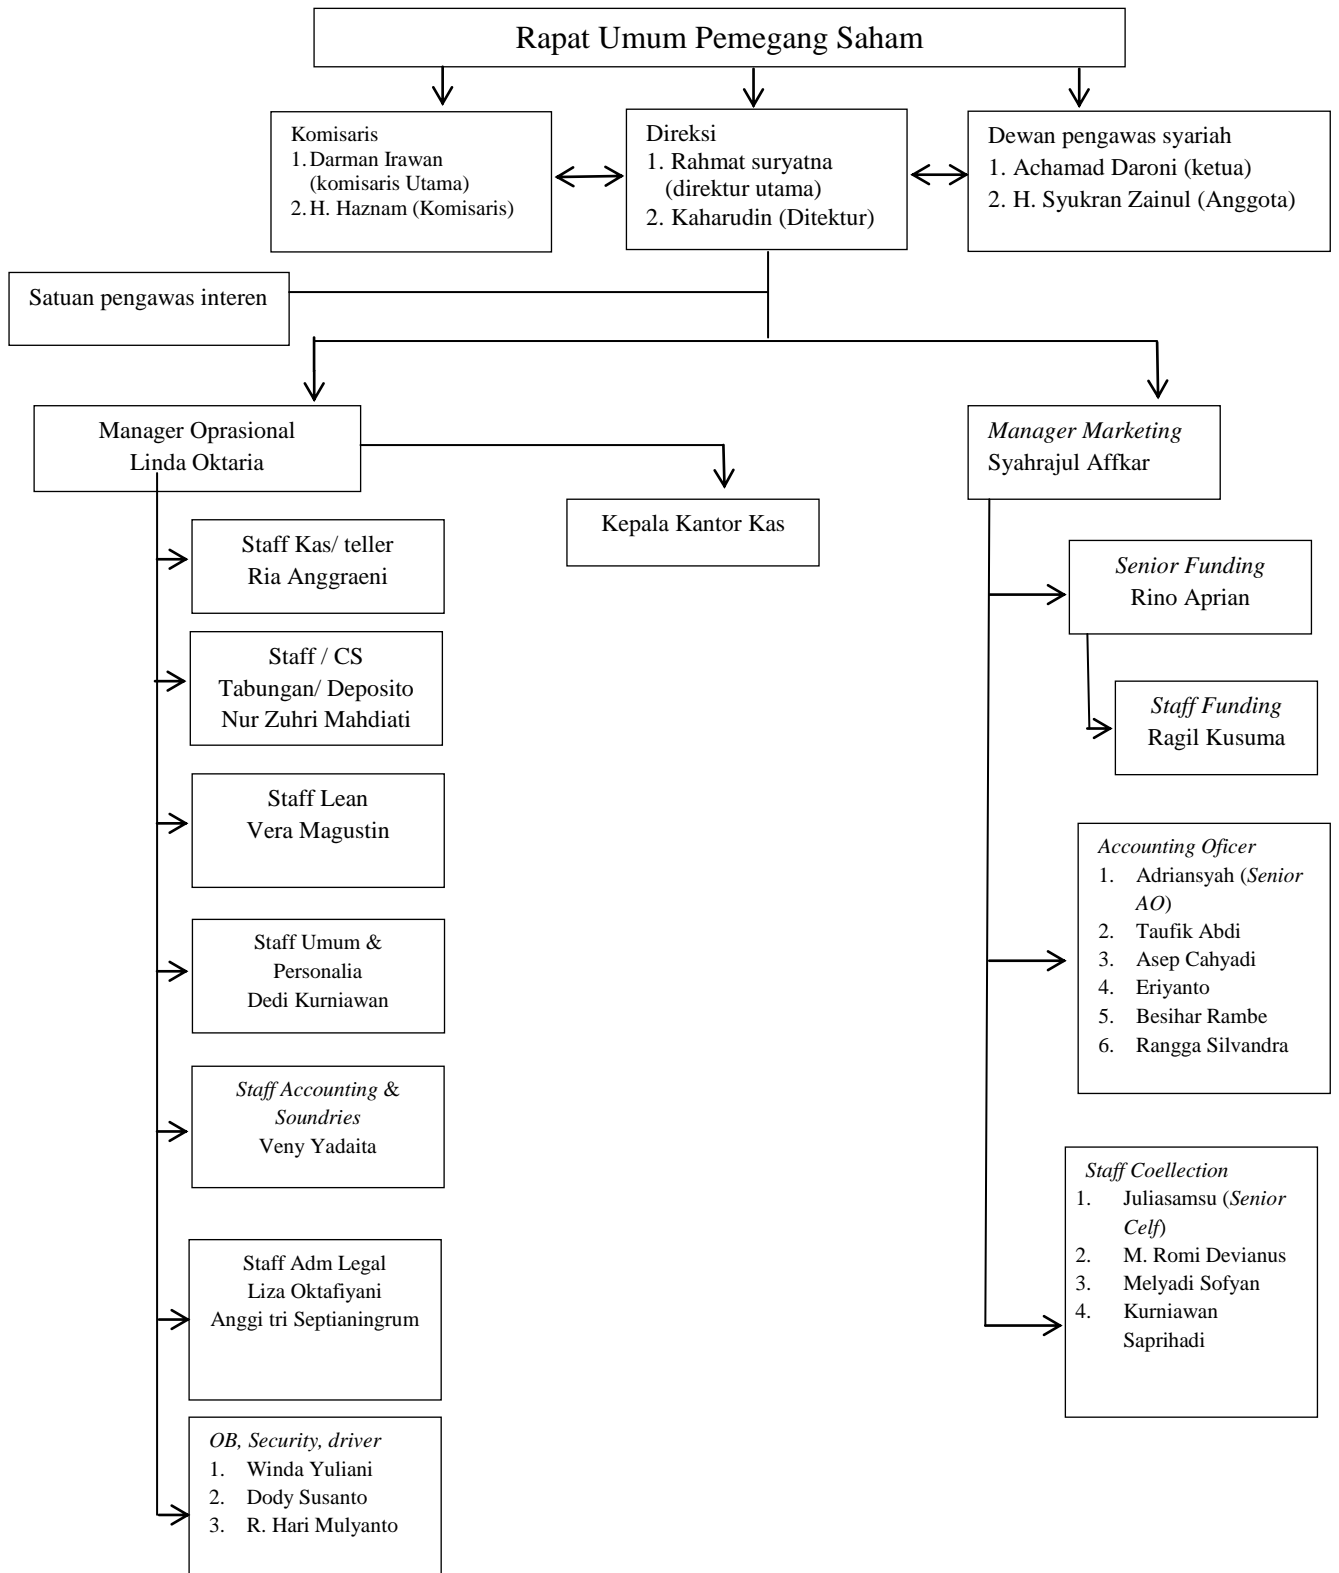 Rapat Umum Pemegang Saham
Komisaris
1. Darman Irawan
(komisaris Utama)
2. H. Haznam (Komisaris)
Direksi
1. Rahmat suryatna
(direktur utama)
2. Kaharudin (Ditektur)
Dewan pengawas syariah
1. Achamad Daroni (ketua)
2. H. Syukran Zainul (Anggota)
Satuan pengawas interen
Manager Oprasional
Linda Oktaria
Manager Marketing
Syahrajul Affkar
Kepala Kantor Kas
Staff Kas/ teller
Ria Anggraeni
Staff / CS
Tabungan/ Deposito
Nur Zuhri Mahdiati
Staff Lean
Vera Magustin
Staff Umum &
Personalia
Dedi Kurniawan
Staff Accounting &
Soundries
Veny Yadaita
Staff Adm Legal
Liza Oktafiyani
Anggi tri Septianingrum
OB, Security, driver
1. Winda Yuliani
2. Dody Susanto
3. R. Hari Mulyanto
Senior Funding
Rino Aprian
Staff Funding
Ragil Kusuma
Accounting Oficer
1. Adriansyah (Senior
AO)
2. Taufik Abdi
3. Asep Cahyadi
4. Eriyanto
5. Besihar Rambe
6. Rangga Silvandra
Staff Coellection
1. Juliasamsu (Senior
Celf)
2. M. Romi Devianus
3. Melyadi Sofyan
4. Kurniawan
Saprihadi